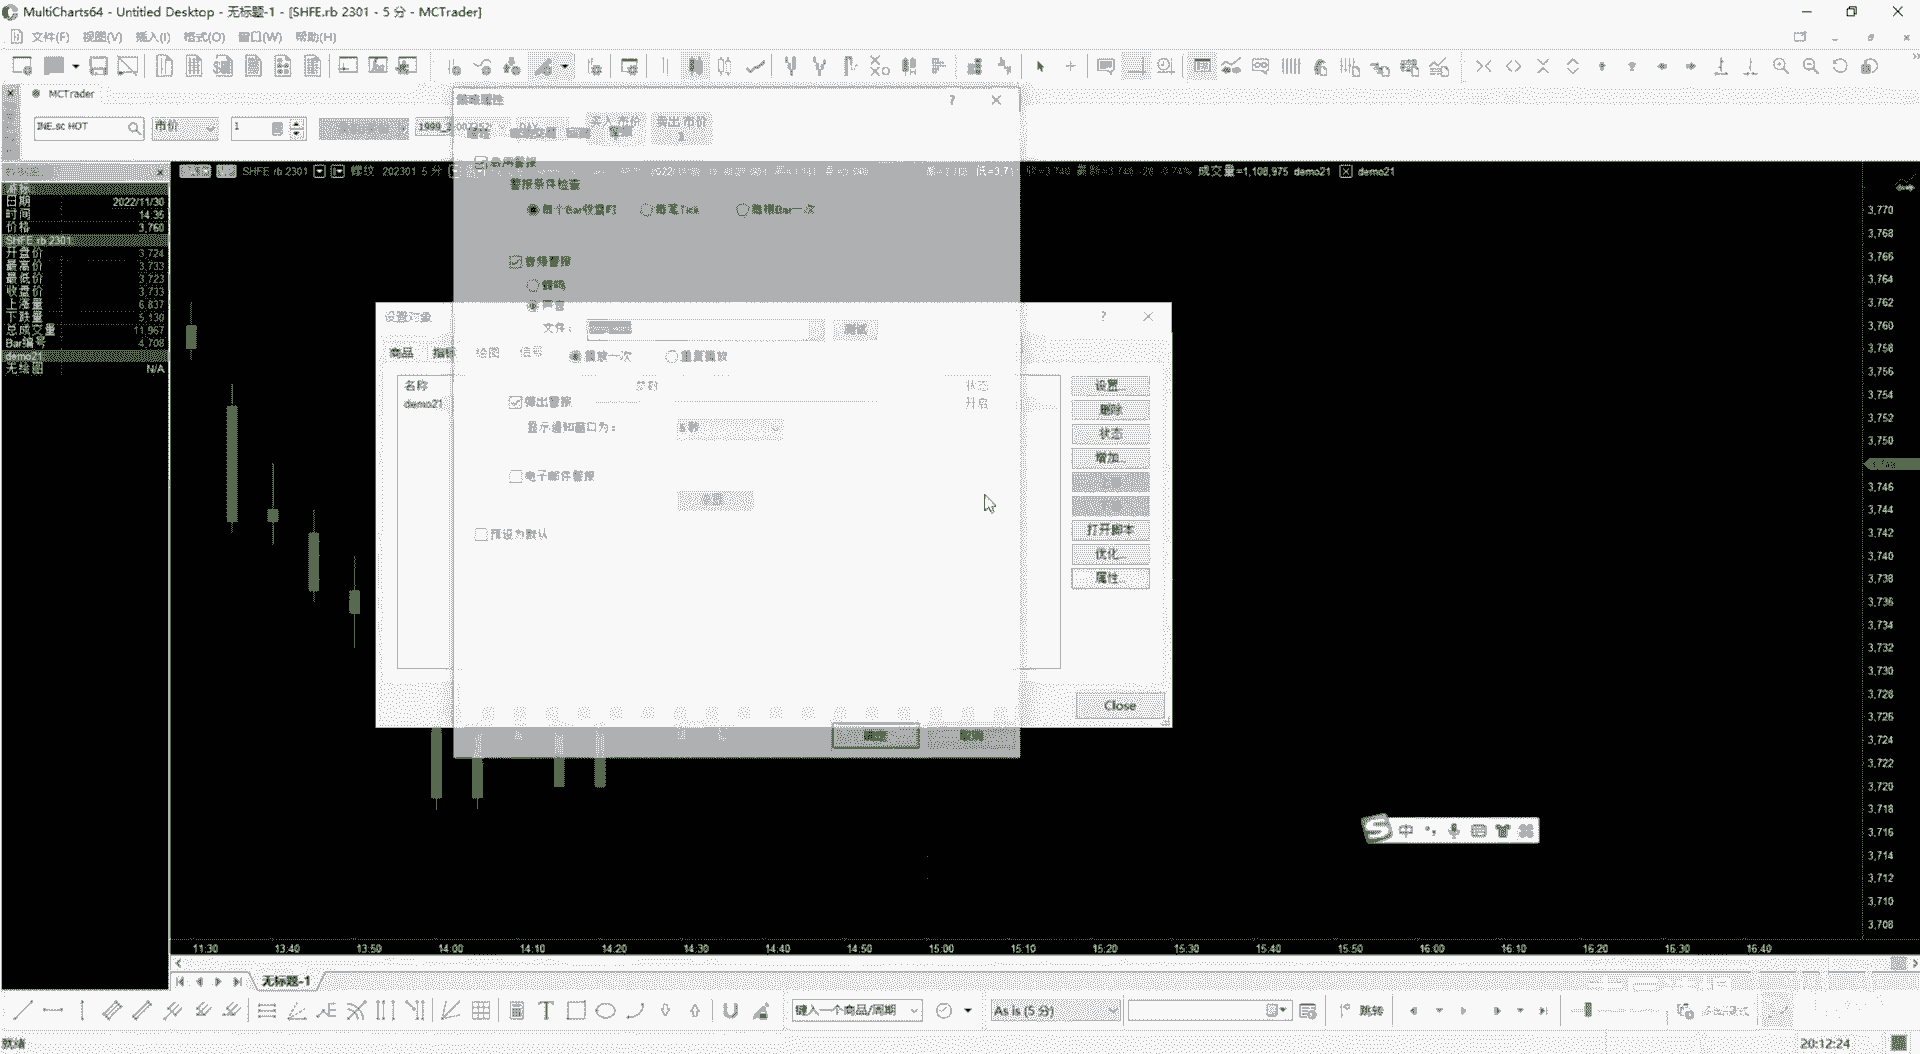 MultiCharts64 - Untitled Desktop - 无标题-1 - [SHFE.rb 2301 - 5 分 - MCTrader]
文件(F) 视图(V) 插入(I) 格式(O) 窗口(W) 帮助(H)
MCTrader
INE.sc HOT 市价 1
买入 市价 卖出 市价
启用警报
SHFE rb 2301 螺纹 202301 5 分 成交量=1,108,975 demo21 demo21
警报条件检查
每个Bar收盘时 每笔Tick 每根Bar一次
日期 2022/11/30
时间 14:35
价格 3,760
SHFE rb 2301
开盘价 3,724
最高价 3,733
最低价 3,723
收盘价 3,733
上涨量 6,837
下跌量 5,130
总成交量 11,967
Bar编号 4,708
demo21
无绘图 N/A
音频警报
蜂鸣
声音
文件: 测试
播放一次 重复播放
设置对象
商品 指标 绘图 信号
名称 参数 状态
demo21 开启
弹出警报
显示通知窗口为: 5 秒
电子邮件警报
预设为默认
设置...
删除
状态
增加...
打开脚本
优化...
属性...
Close
确定 取消
3,770
3,768
3,766
3,764
3,762
3,760
3,758
3,756
3,754
3,752
3,750
3,746
3,744
3,742
3,740
3,738
3,736
3,734
3,732
3,730
3,728
3,726
3,724
3,722
3,720
3,718
3,716
3,714
3,712
3,710
3,708
中
11:30 13:40 13:50 14:00 14:10 14:20 14:30 14:40 14:50 15:00 15:10 15:20 15:30 15:40 15:50 16:00 16:10 16:20 16:30 16:40
无标题-1
键入一个商品/周期 As is (5 分) 跳转
就绪 20:12:24